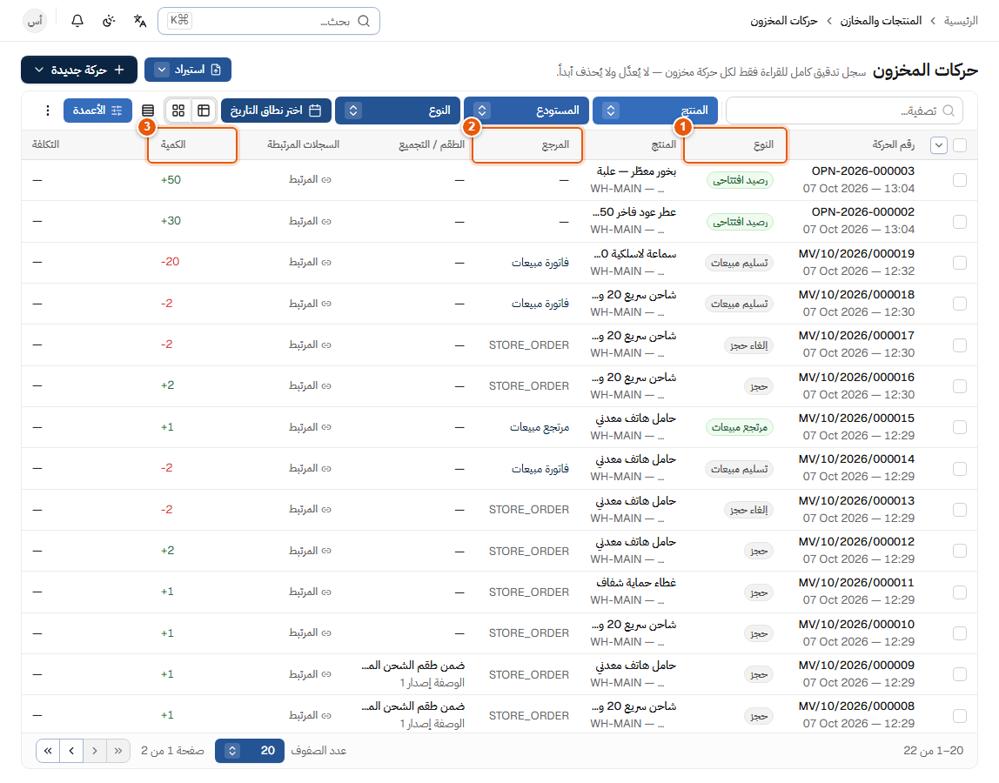 الرئيسية
المنتجات والمخازن
حركات المخزون
بحث...
⌘K
أس
حركات المخزون
سجل تدقيق كامل للقراءة فقط لكل حركة مخزون — لا يُعدَّل ولا يُحذف أبداً.
استيراد
حركة جديدة
تصفية...
المنتج
المستودع
النوع
اختر نطاق التاريخ
الأعمدة
1
2
3
رقم الحركة النوع المنتج المرجع الطقم / التجميع السجلات المرتبطة الكمية التكلفة
OPN-2026-000003 رصيد افتتاحي بخور معطّر — علبة — — المرتبط +50 —
07 Oct 2026 — 13:04 WH-MAIN — ...
OPN-2026-000002 رصيد افتتاحي عطر عود فاخر 50... — — المرتبط +30 —
07 Oct 2026 — 13:04 WH-MAIN — ...
MV/10/2026/000019 تسليم مبيعات سماعة لاسلكية 0... فاتورة مبيعات — المرتبط -20 —
07 Oct 2026 — 12:32 WH-MAIN — ...
MV/10/2026/000018 تسليم مبيعات شاحن سريع 20 و... فاتورة مبيعات — المرتبط -2 —
07 Oct 2026 — 12:30 WH-MAIN — ...
MV/10/2026/000017 إلغاء حجز شاحن سريع 20 و... STORE_ORDER — المرتبط -2 —
07 Oct 2026 — 12:30 WH-MAIN — ...
MV/10/2026/000016 حجز شاحن سريع 20 و... STORE_ORDER — المرتبط +2 —
07 Oct 2026 — 12:30 WH-MAIN — ...
MV/10/2026/000015 مرتجع مبيعات حامل هاتف معدني مرتجع مبيعات — المرتبط +1 —
07 Oct 2026 — 12:29 WH-MAIN — ...
MV/10/2026/000014 تسليم مبيعات حامل هاتف معدني فاتورة مبيعات — المرتبط -2 —
07 Oct 2026 — 12:29 WH-MAIN — ...
MV/10/2026/000013 إلغاء حجز حامل هاتف معدني STORE_ORDER — المرتبط -2 —
07 Oct 2026 — 12:29 WH-MAIN — ...
MV/10/2026/000012 حجز حامل هاتف معدني STORE_ORDER — المرتبط +2 —
07 Oct 2026 — 12:29 WH-MAIN — ...
MV/10/2026/000011 حجز غطاء حماية شفاف STORE_ORDER — المرتبط +1 —
07 Oct 2026 — 12:29 WH-MAIN — ...
MV/10/2026/000010 حجز شاحن سريع 20 و... STORE_ORDER — المرتبط +1 —
07 Oct 2026 — 12:29 WH-MAIN — ...
MV/10/2026/000009 حجز حامل هاتف معدني STORE_ORDER ضمن طقم الشحن الم... المرتبط +1 —
07 Oct 2026 — 12:29 WH-MAIN — ... الوصفة إصدار 1
MV/10/2026/000008 حجز شاحن سريع 20 و... STORE_ORDER ضمن طقم الشحن الم... المرتبط +1 —
07 Oct 2026 — 12:29 WH-MAIN — ... الوصفة إصدار 1
1–20 من 22
عدد الصفوف
20
صفحة 1 من 2